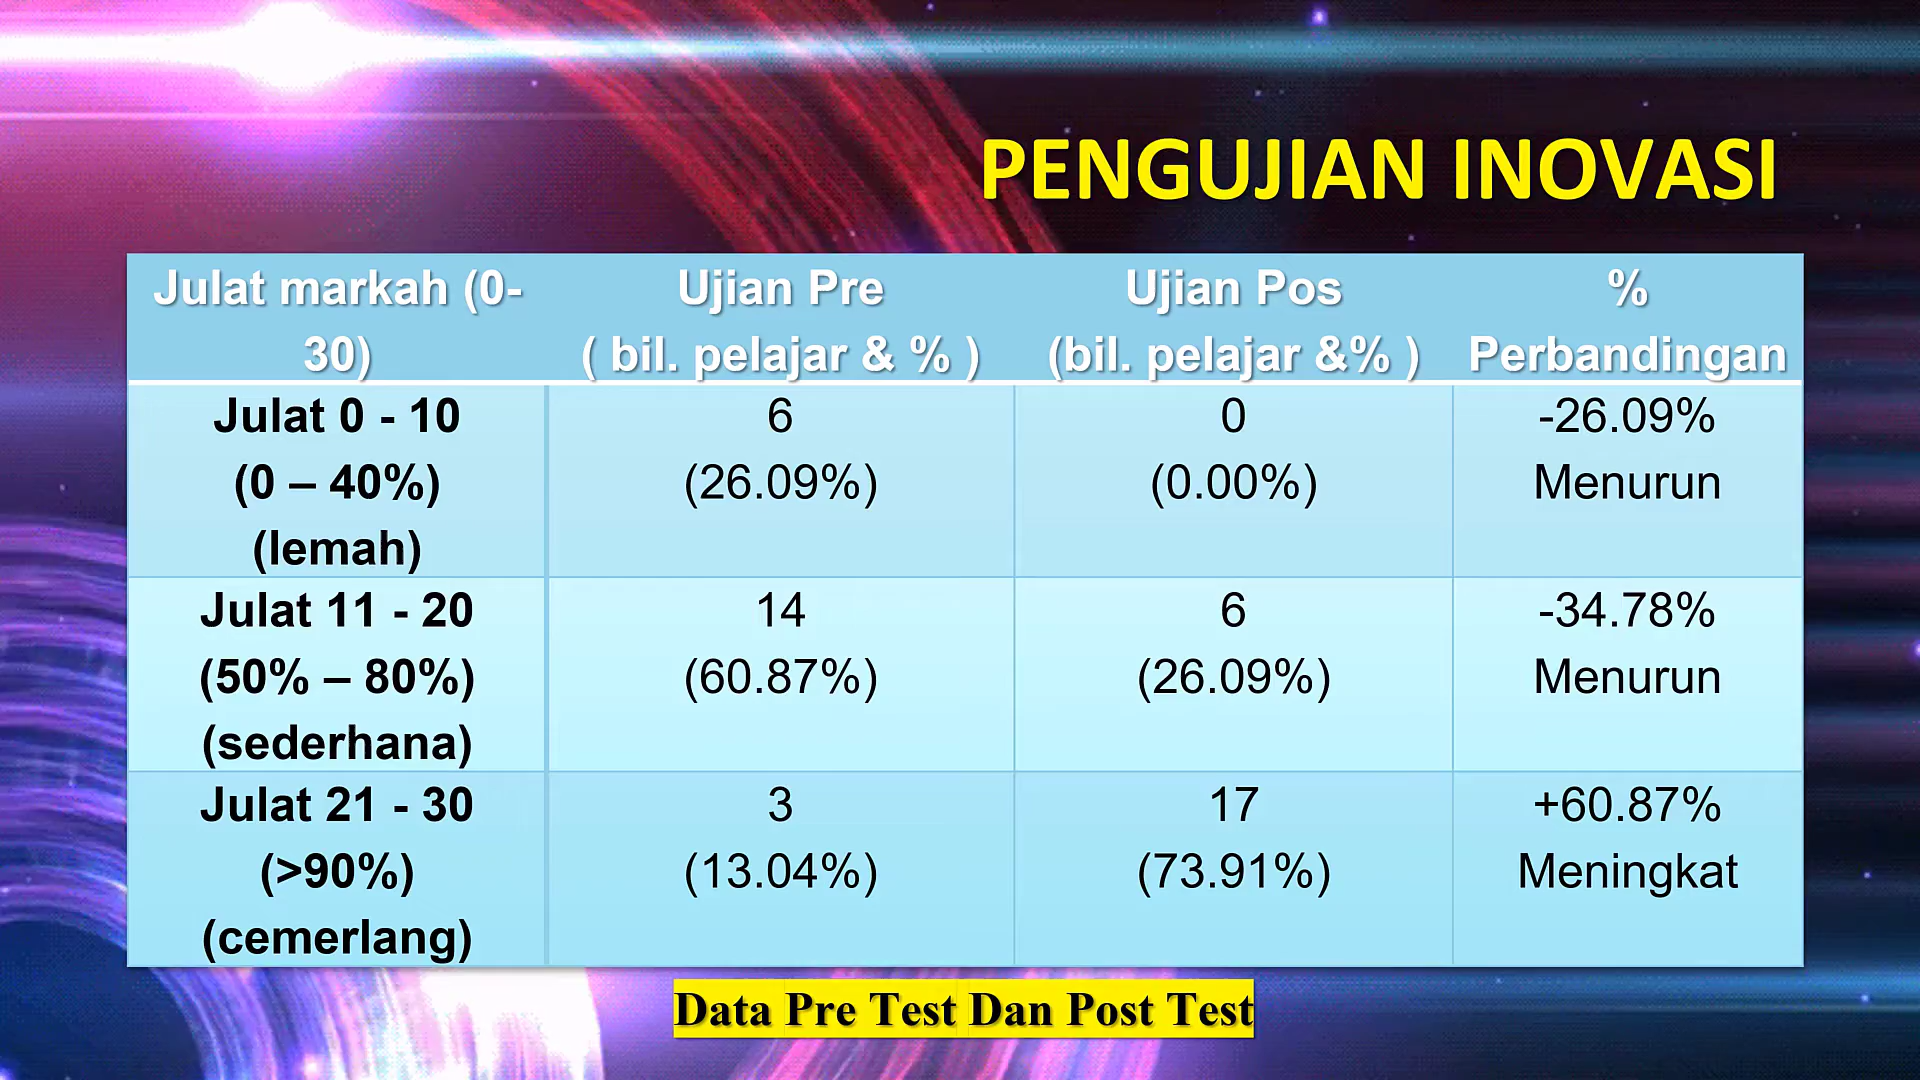 PENGUJIAN INOVASI
Julat markah (0-
30)
Ujian Pre
( bil. pelajar & % )
Ujian Pos
(bil. pelajar &% )
%
Perbandingan
Julat 0 - 10
(0 – 40%)
(lemah)
6
(26.09%)
0
(0.00%)
-26.09%
Menurun
Julat 11 - 20
(50% – 80%)
(sederhana)
14
(60.87%)
6
(26.09%)
-34.78%
Menurun
Julat 21 - 30
(>90%)
(cemerlang)
3
(13.04%)
17
(73.91%)
+60.87%
Meningkat
Data Pre Test Dan Post Test